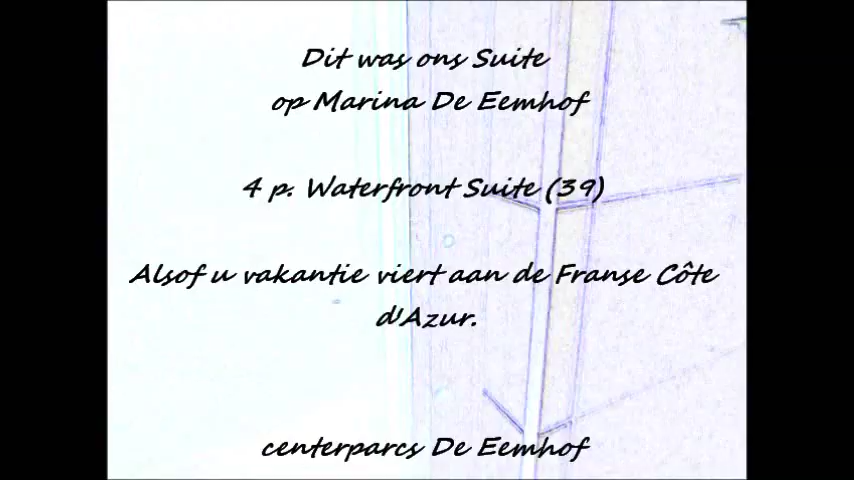 Dit was ons Suite
op Marina De Eemhof
4 p. Waterfront Suite (39)
Alsof u vakantie viert aan de Franse Côte
d'Azur.
centerparcs De Eemhof